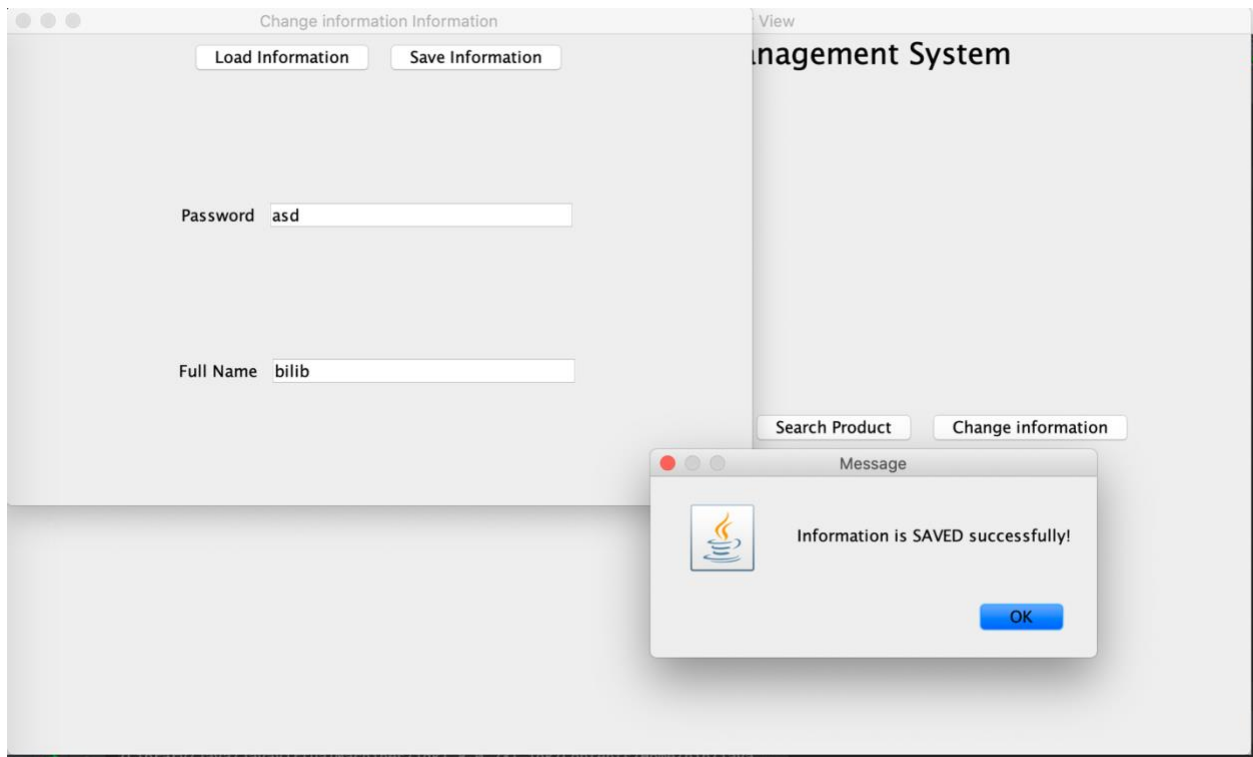 Change information Information
View
Load Information Save Information
nagement System
Password asd
Full Name bilib
Search Product Change information
Message
Information is SAVED successfully!
OK